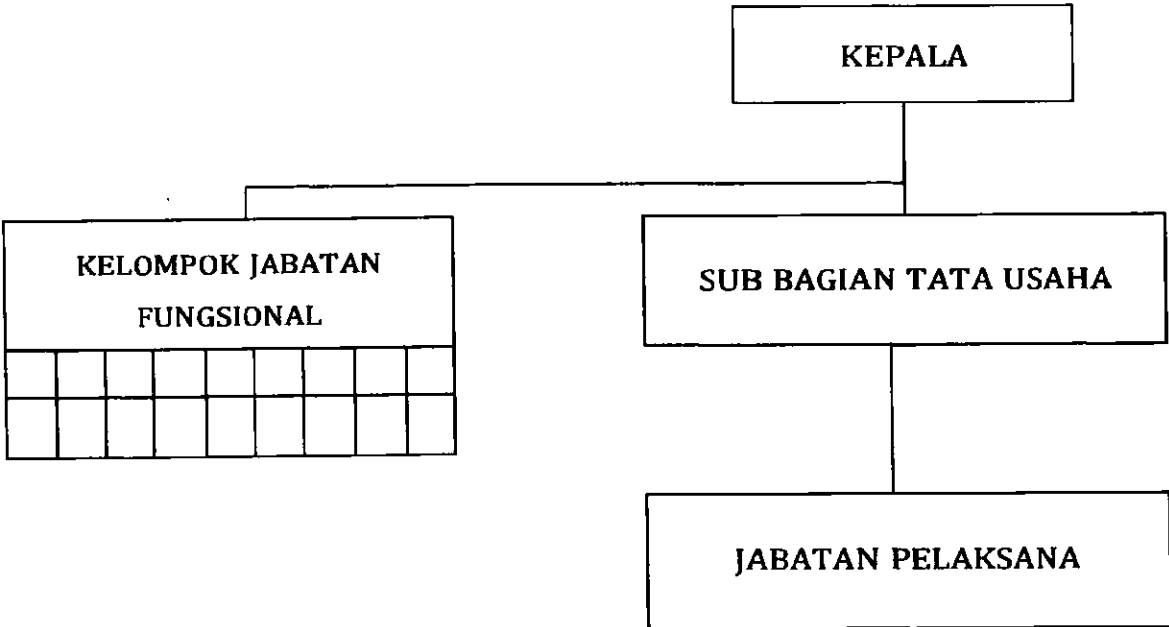 KEPALA
KELOMPOK JABATAN
FUNGSIONAL
SUB BAGIAN TATA USAHA
JABATAN PELAKSANA